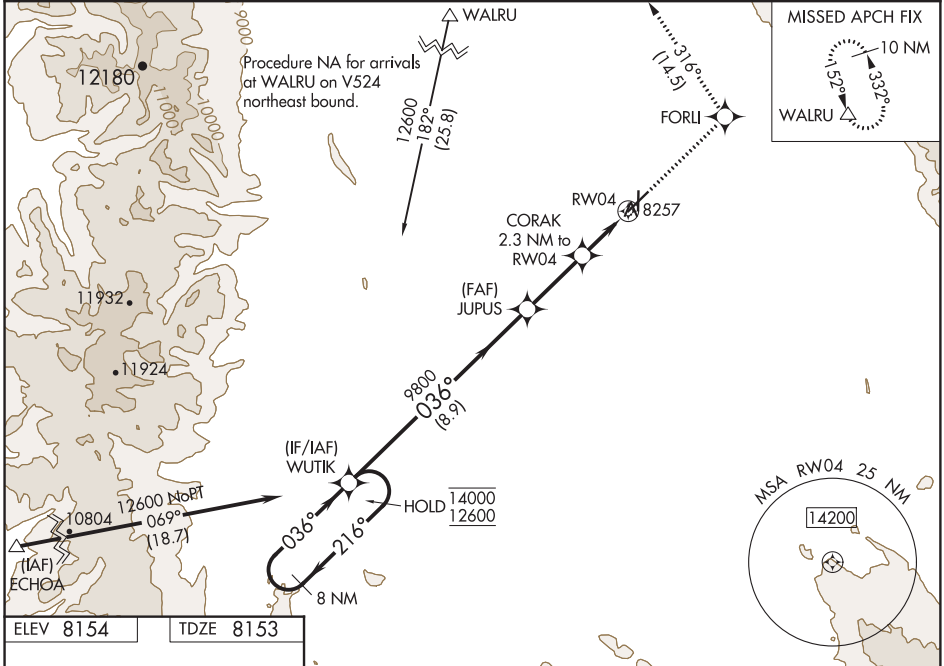 WALRU
Procedure NA for arrivals
at WALRU on V524
northeast bound.
12180
9000
11000
10000
12600
182°
(25.8)
316°
(14.5)
FORLI
MISSED APCH FIX
10 NM
152°
332°
WALRU
RW04
8257
CORAK
2.3 NM to
RW04
(FAF)
JUPUS
11932
11924
9800
036°
(8.9)
(IF/IAF)
WUTIK
HOLD
14000
12600
036°
216°
8 NM
12600 NoPT
069°
(18.7)
10804
(IAF)
ECHOA
MSA RW04 25 NM
14200
ELEV 8154
TDZE 8153